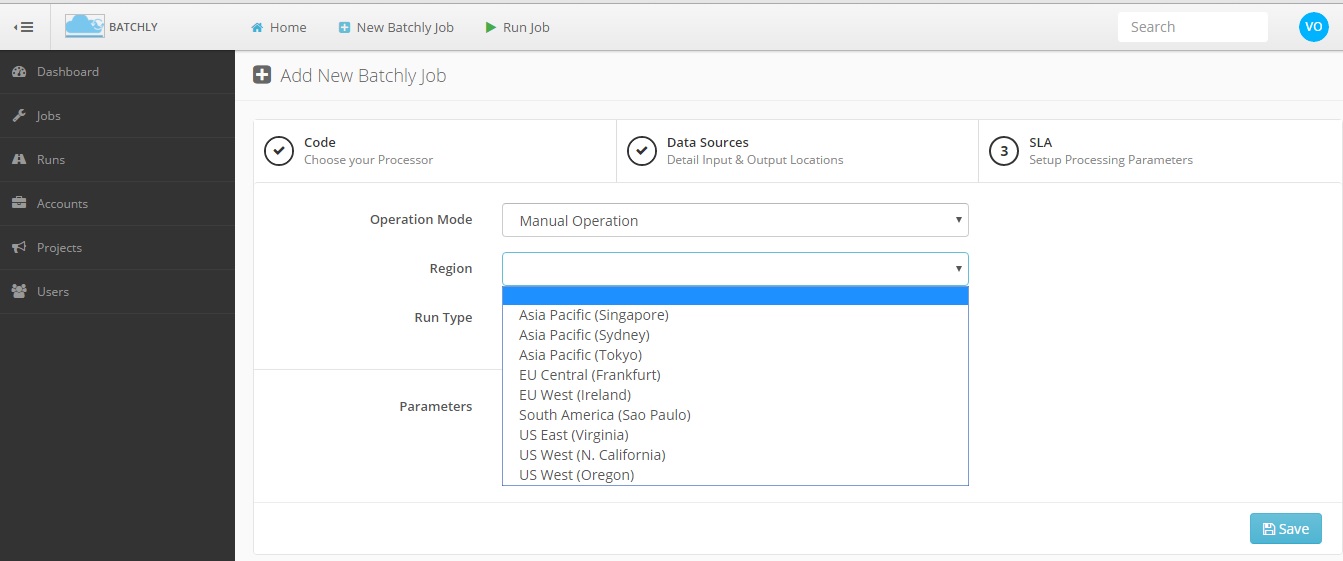 BATCHLY
Home
New Batchly Job
Run Job
Search
VO
Dashboard
Jobs
Runs
Accounts
Projects
Users
Add New Batchly Job
Code
Choose your Processor
Data Sources
Detail Input & Output Locations
3
SLA
Setup Processing Parameters
Operation Mode
Manual Operation
Region
Asia Pacific (Singapore)
Asia Pacific (Sydney)
Asia Pacific (Tokyo)
EU Central (Frankfurt)
EU West (Ireland)
South America (Sao Paulo)
US East (Virginia)
US West (N. California)
US West (Oregon)
Run Type
Parameters
Save